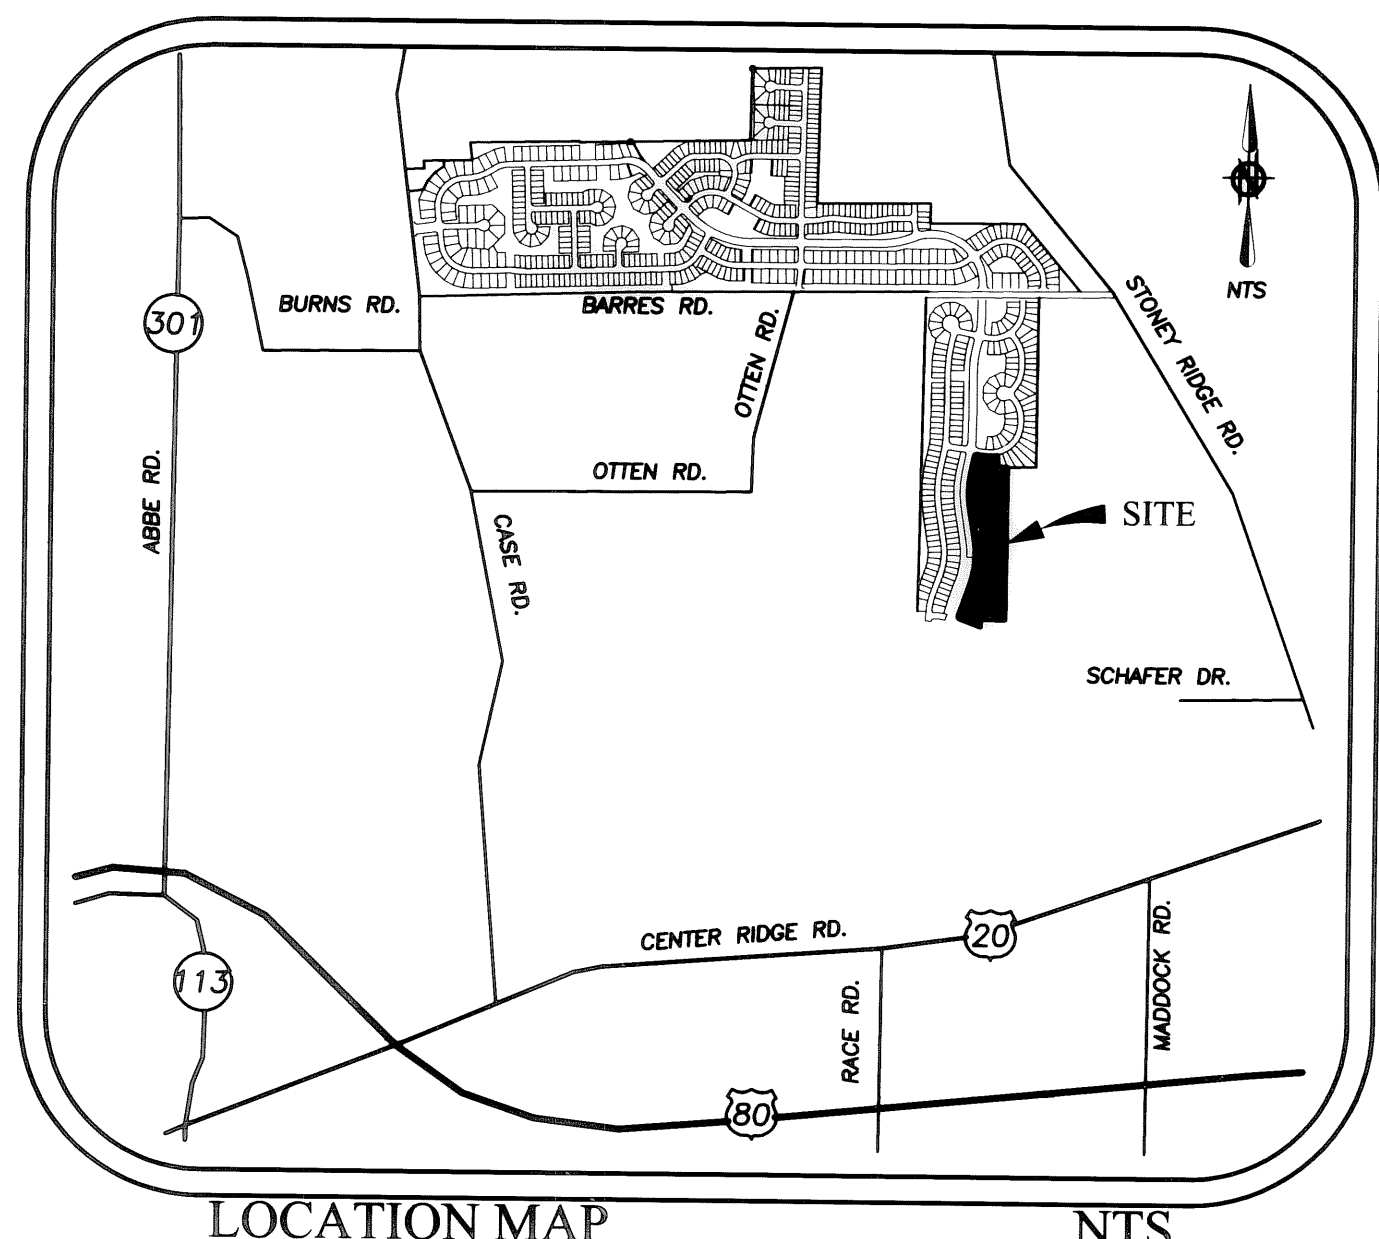 N
NTS
BURNS RD.
BARRES RD.
301
OTTEN RD.
STONEY RIDGE RD.
ABBE RD.
OTTEN RD.
CASE RD.
SITE
SCHAFER DR.
CENTER RIDGE RD.
20
113
RACE RD.
MADDOCK RD.
80
LOCATION MAP
NTS